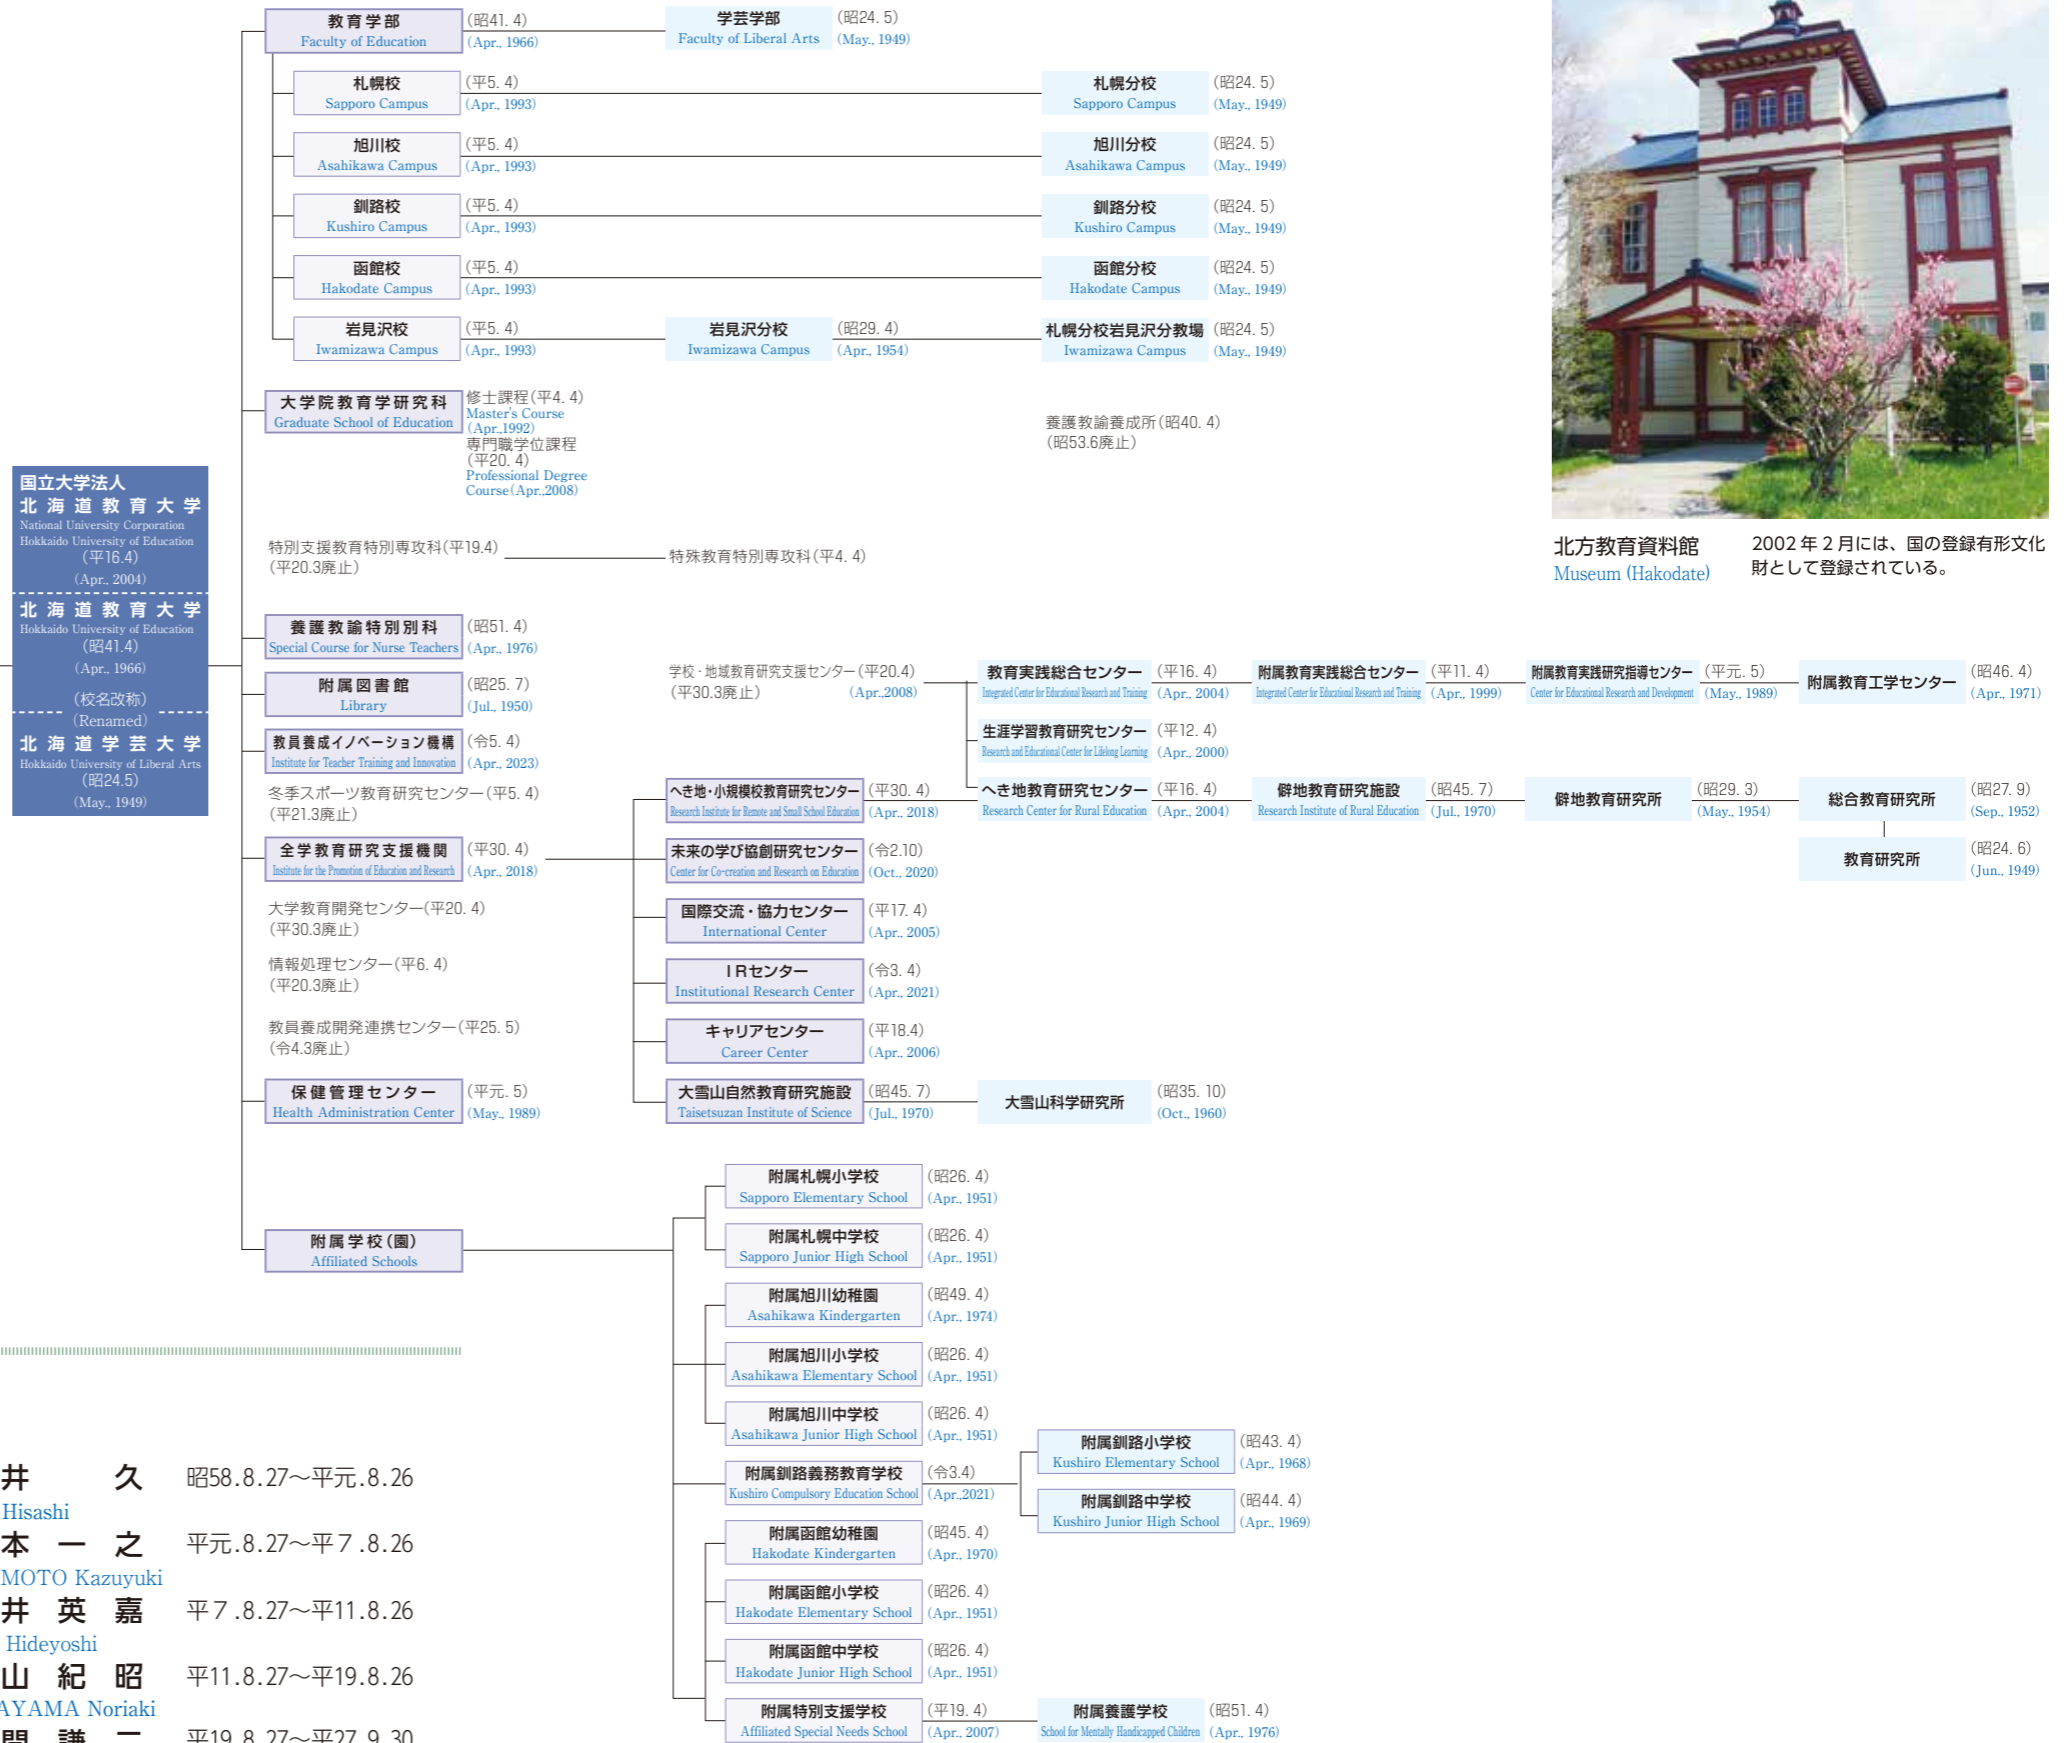 国立大学法人
北海道教育大学
National University Corporation
Hokkaido University of Education
(平16.4)
(Apr., 2004)
北海道教育大学
Hokkaido University of Education
(昭41.4)
(Apr., 1966)
(校名改称)
(Renamed)
北海道学芸大学
Hokkaido University of Liberal Arts
(昭24.5)
(May., 1949)
教育学部 (昭41. 4)
Faculty of Education (Apr., 1966)
学芸学部 (昭24. 5)
Faculty of Liberal Arts (May., 1949)
札幌校 (平5. 4)
Sapporo Campus (Apr., 1993)
札幌分校 (昭24. 5)
Sapporo Campus (May., 1949)
旭川校 (平5. 4)
Asahikawa Campus (Apr., 1993)
旭川分校 (昭24. 5)
Asahikawa Campus (May., 1949)
釧路校 (平5. 4)
Kushiro Campus (Apr., 1993)
釧路分校 (昭24. 5)
Kushiro Campus (May., 1949)
函館校 (平5. 4)
Hakodate Campus (Apr., 1993)
函館分校 (昭24. 5)
Hakodate Campus (May., 1949)
岩見沢校 (平5. 4)
Iwamizawa Campus (Apr., 1993)
岩見沢分校 (昭29. 4)
Iwamizawa Campus (Apr., 1954)
札幌分校岩見沢分教場 (昭24. 5)
Iwamizawa Campus (May., 1949)
大学院教育学研究科
Graduate School of Education
修士課程(平4. 4)
Master's Course
(Apr.,1992)
専門職学位課程
(平20. 4)
Professional Degree
Course(Apr.,2008)
養護教諭養成所(昭40. 4)
(昭53.6廃止)
特別支援教育特別専攻科(平19.4)
(平20.3廃止)
特殊教育特別専攻科(平4. 4)
養護教諭特別別科 (昭51. 4)
Special Course for Nurse Teachers (Apr., 1976)
附属図書館 (昭25. 7)
Library (Jul., 1950)
教員養成イノベーション機構 (令5. 4)
Institute for Teacher Training and Innovation (Apr., 2023)
冬季スポーツ教育研究センター(平5. 4)
(平21.3廃止)
全学教育研究支援機関 (平30. 4)
Institute for the Promotion of Education and Research (Apr., 2018)
大学教育開発センター(平20. 4)
(平30.3廃止)
情報処理センター(平6. 4)
(平20.3廃止)
教員養成開発連携センター(平25. 5)
(令4.3廃止)
保健管理センター (平元. 5)
Health Administration Center (May., 1989)
附属学校(園)
Affiliated Schools
学校・地域教育研究支援センター(平20.4)
(平30.3廃止) (Apr.,2008)
教育実践総合センター (平16. 4)
Integrated Center for Educational Research and Training (Apr., 2004)
附属教育実践総合センター (平11. 4)
Integrated Center for Educational Research and Training (Apr., 1999)
附属教育実践研究指導センター (平元. 5)
Center for Educational Research and Development (May., 1989)
附属教育工学センター (昭46. 4)
(Apr., 1971)
生涯学習教育研究センター (平12. 4)
Research and Educational Center for Lifelong Learning (Apr., 2000)
へき地・小規模校教育研究センター (平30. 4)
Research Institute for Remote and Small School Education (Apr., 2018)
へき地教育研究センター (平16. 4)
Research Center for Rural Education (Apr., 2004)
僻地教育研究施設 (昭45. 7)
Research Institute of Rural Education (Jul., 1970)
僻地教育研究所 (昭29. 3)
(May., 1954)
総合教育研究所 (昭27. 9)
(Sep., 1952)
教育研究所 (昭24. 6)
(Jun., 1949)
未来の学び協創研究センター (令2.10)
Center for Co-creation and Research on Education (Oct., 2020)
国際交流・協力センター (平17. 4)
International Center (Apr., 2005)
IRセンター (令3. 4)
Institutional Research Center (Apr., 2021)
キャリアセンター (平18.4)
Career Center (Apr., 2006)
大雪山自然教育研究施設 (昭45. 7)
Taisetsuzan Institute of Science (Jul., 1970)
大雪山科学研究所 (昭35. 10)
(Oct., 1960)
附属札幌小学校 (昭26. 4)
Sapporo Elementary School (Apr., 1951)
附属札幌中学校 (昭26. 4)
Sapporo Junior High School (Apr., 1951)
附属旭川幼稚園 (昭49. 4)
Asahikawa Kindergarten (Apr., 1974)
附属旭川小学校 (昭26. 4)
Asahikawa Elementary School (Apr., 1951)
附属旭川中学校 (昭26. 4)
Asahikawa Junior High School (Apr., 1951)
附属釧路義務教育学校 (令3.4)
Kushiro Compulsory Education School (Apr.,2021)
附属釧路小学校 (昭43. 4)
Kushiro Elementary School (Apr., 1968)
附属釧路中学校 (昭44. 4)
Kushiro Junior High School (Apr., 1969)
附属函館幼稚園 (昭45. 4)
Hakodate Kindergarten (Apr., 1970)
附属函館小学校 (昭26. 4)
Hakodate Elementary School (Apr., 1951)
附属函館中学校 (昭26. 4)
Hakodate Junior High School (Apr., 1951)
附属特別支援学校 (平19. 4)
Affiliated Special Needs School (Apr., 2007)
附属養護学校 (昭51. 4)
School for Mentally Handicapped Children (Apr., 1976)
北方教育資料館
Museum (Hakodate)
2002年2月には、国の登録有形文化
財として登録されている。
井 久 昭58.8.27〜平元.8.26
Hisashi
本 一 之 平元.8.27〜平7.8.26
MOTO Kazuyuki
井 英 嘉 平7.8.27〜平11.8.26
Hideyoshi
山 紀 昭 平11.8.27〜平19.8.26
AYAMA Noriaki
平19.8.27〜平27.9.30